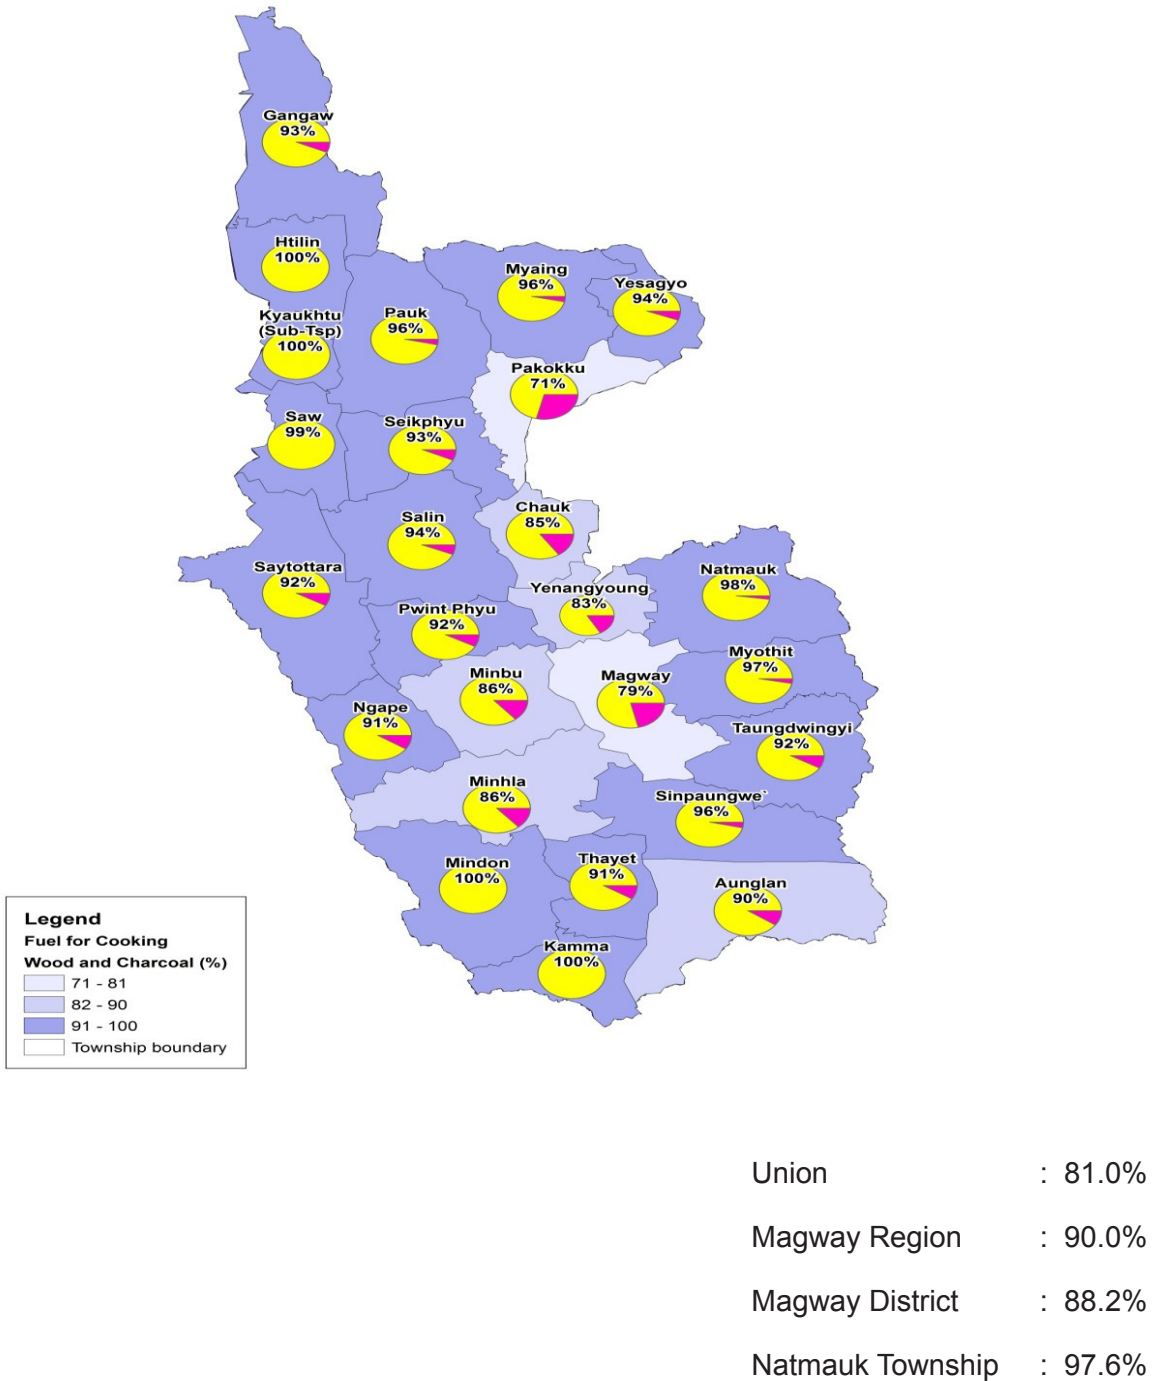 Gangaw
93%
Htilin
100%
Myaing
96%
Yesagyo
94%
Kyaukhtu
(Sub-Tsp)
100%
Pauk
96%
Pakokku
71%
Saw
99%
Seikphyu
93%
Chauk
85%
Salin
94%
Saytottara
92%
Natmauk
98%
Yenangyoung
83%
Pwint Phyu
92%
Myothit
97%
Minbu
86%
Magway
79%
Ngape
91%
Taungdwingyi
92%
Minhla
86%
Sinpaungwe`
96%
Mindon
100%
Thayet
91%
Aunglan
90%
Kamma
100%
Legend
Fuel for Cooking
Wood and Charcoal (%)
71 - 81
82 - 90
91 - 100
Township boundary
Union : 81.0%
Magway Region : 90.0%
Magway District : 88.2%
Natmauk Township : 97.6%